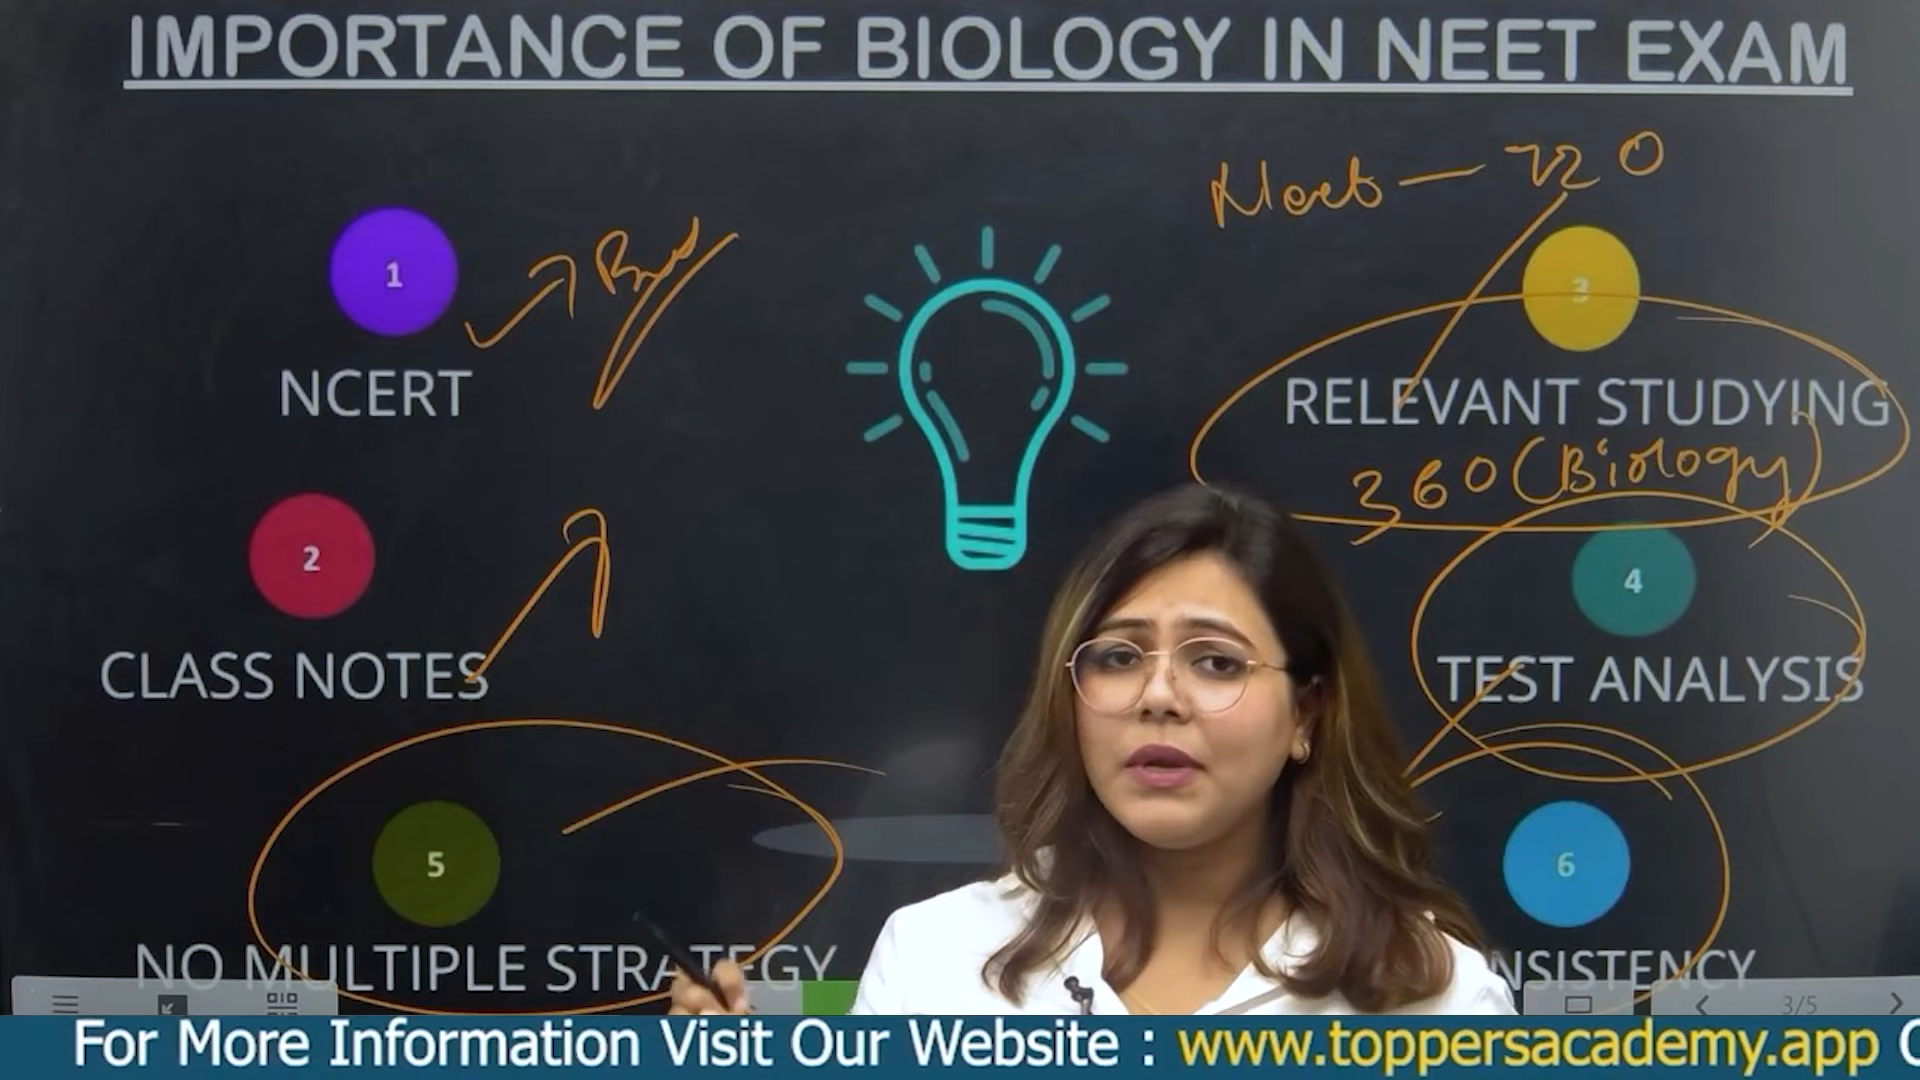 IMPORTANCE OF BIOLOGY IN NEET EXAM
Neet — 720
1
NCERT
3
RELEVANT STUDYING
360 (Biology)
2
CLASS NOTES
4
TEST ANALYSIS
5
NO MULTIPLE STRATEGY
6
NSISTENCY
3/5
For More Information Visit Our Website : www.toppersacademy.app